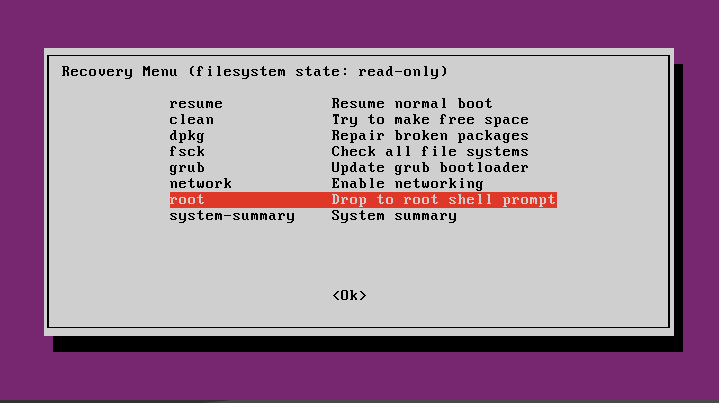 Recovery Menu (filesystem state: read-only)
resume Resume normal boot
clean Try to make free space
dpkg Repair broken packages
fsck Check all file systems
grub Update grub bootloader
network Enable networking
root Drop to root shell prompt
system-summary System summary
<Ok>